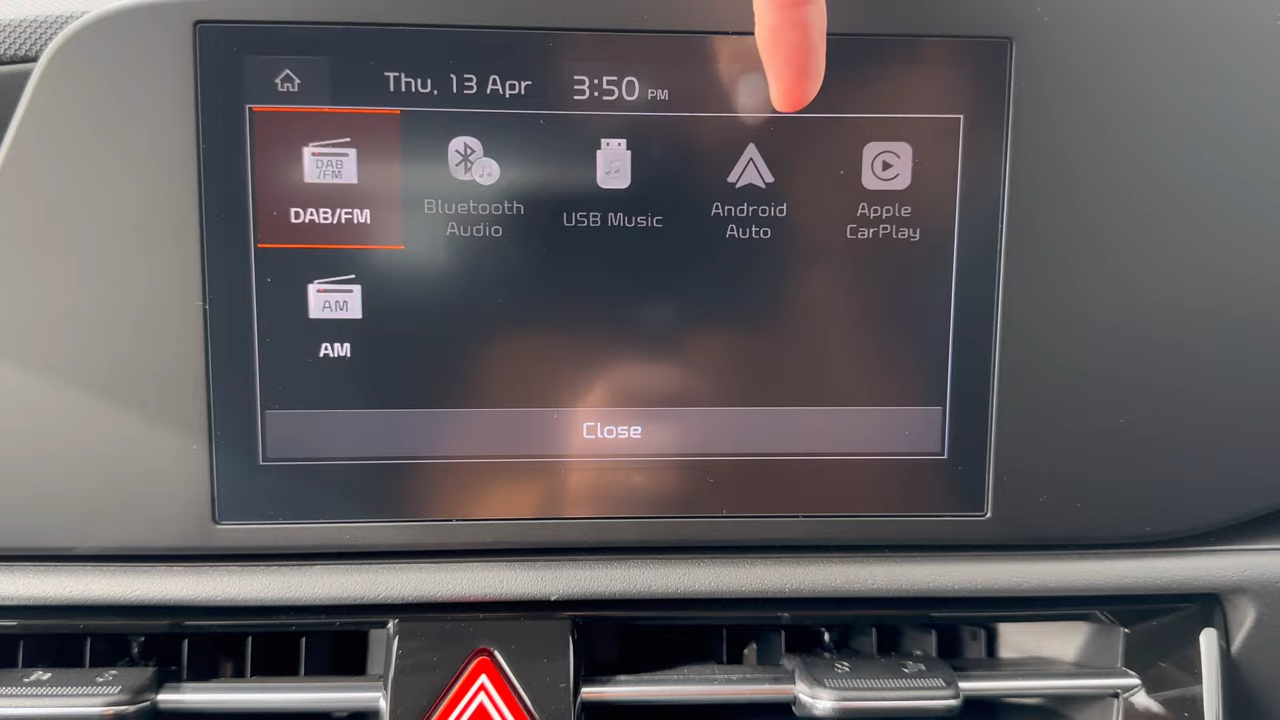 Thu, 13 Apr 3:50 PM
DAB
/FM
DAB/FM
Bluetooth
Audio
USB Music
Android
Auto
Apple
CarPlay
AM
AM
Close